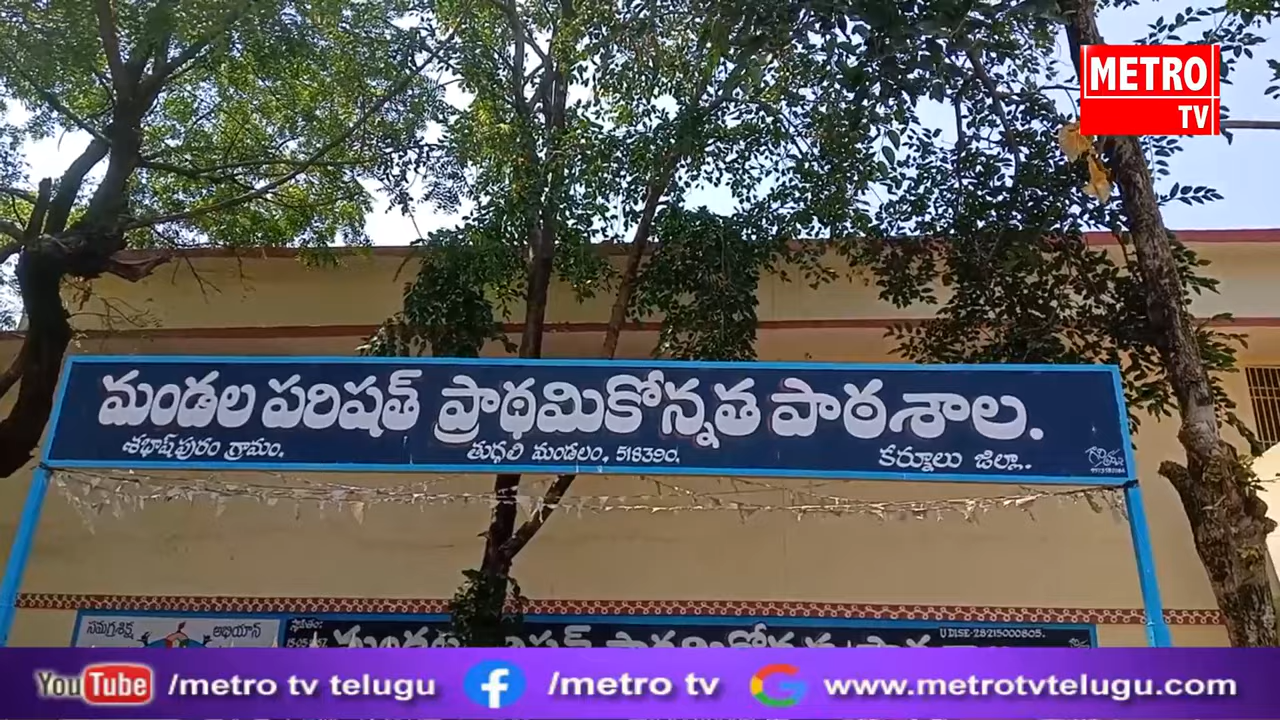 METRO
TV
మండల పరిషత్ ప్రాథమికోన్నత పాఠశాల.
శభాష్ పురం గ్రామం.
తుగ్గలి మండలం, 518390.
కర్నూలు జిల్లా.
సమగ్రశిక్ష అభియాన్
స్థాపితం:
UDISE-28215000805.
YouTube /metro tv telugu
/metro tv
www.metrotvtelugu.com